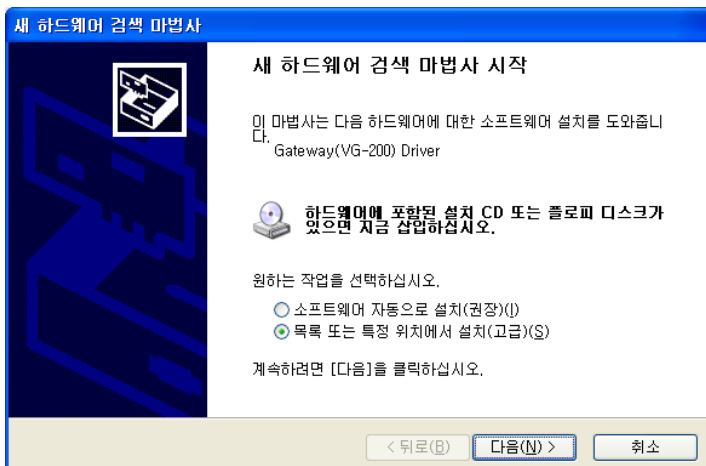 새 하드웨어 검색 마법사
새 하드웨어 검색 마법사 시작
이 마법사는 다음 하드웨어에 대한 소프트웨어 설치를 도와줍니
다.
Gateway(VG-200) Driver
하드웨어에 포함된 설치 CD 또는 플로피 디스크가
있으면 지금 삽입하십시오.
원하는 작업을 선택하십시오.
소프트웨어 자동으로 설치(권장)(I)
목록 또는 특정 위치에서 설치(고급)(S)
계속하려면 [다음]을 클릭하십시오.
< 뒤로(B) 다음(N) > 취소